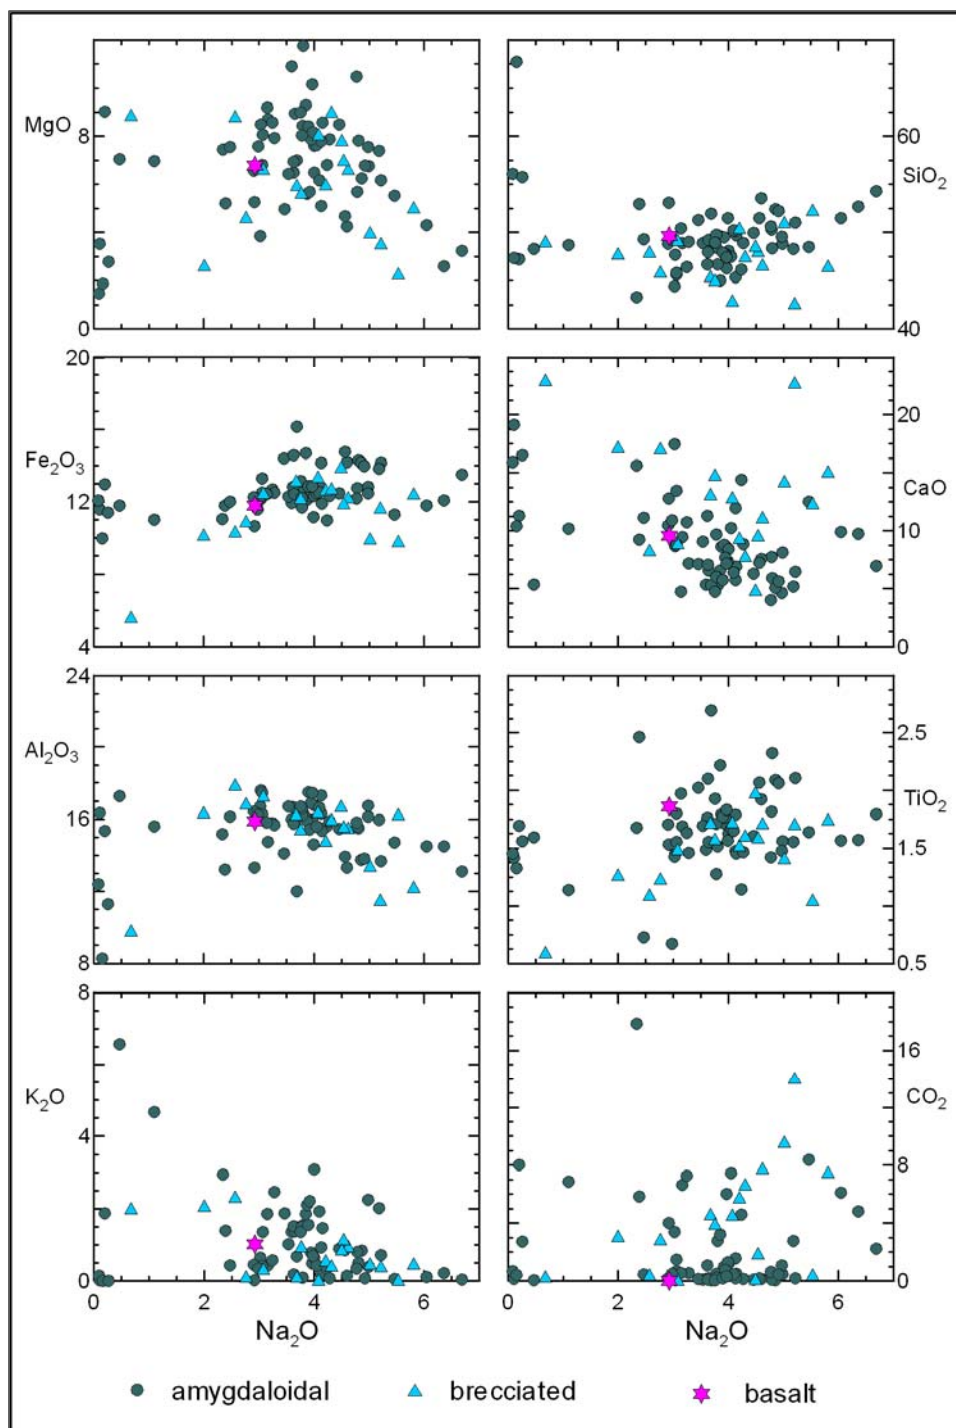 MgO
8
0
60
SiO₂
40
20
Fe₂O₃
12
4
20
CaO
10
0
24
Al₂O₃
16
8
2.5
TiO₂
1.5
0.5
8
K₂O
4
0
16
CO₂
8
0
0 2 4 6
0 2 4 6
Na₂O
Na₂O
amygdaloidal brecciated basalt